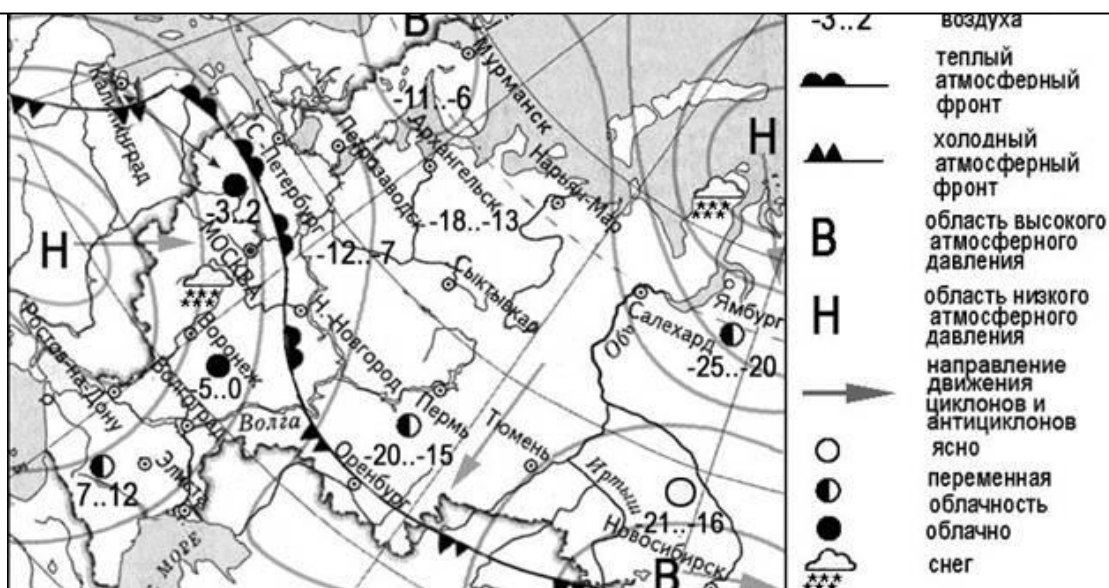 В
Мурманск
Калининград
-11..-6
С.-Петербург
Петрозаводск
Архангельск
Нарьян-Мар
Н
-3..2
-18..-13
Н
МОСКВА
-12..-7
Сыктывкар
Ямбург
Салехард
Обь
Ростов-на-Дону
Воронеж
Н.-Новгород
-25..-20
-5..0
Волгоград
Волга
Пермь
Тюмень
Оренбург
-20..-15
Иртыш
Элиста
7..12
-21..-16
Новосибирск
МОРЕ
В
-3..2 воздуха
теплый
атмосферный
фронт
холодный
атмосферный
фронт
В
область высокого
атмосферного
давления
Н
область низкого
атмосферного
давления
направление
движения
циклонов и
антициклонов
ясно
переменная
облачность
облачно
снег